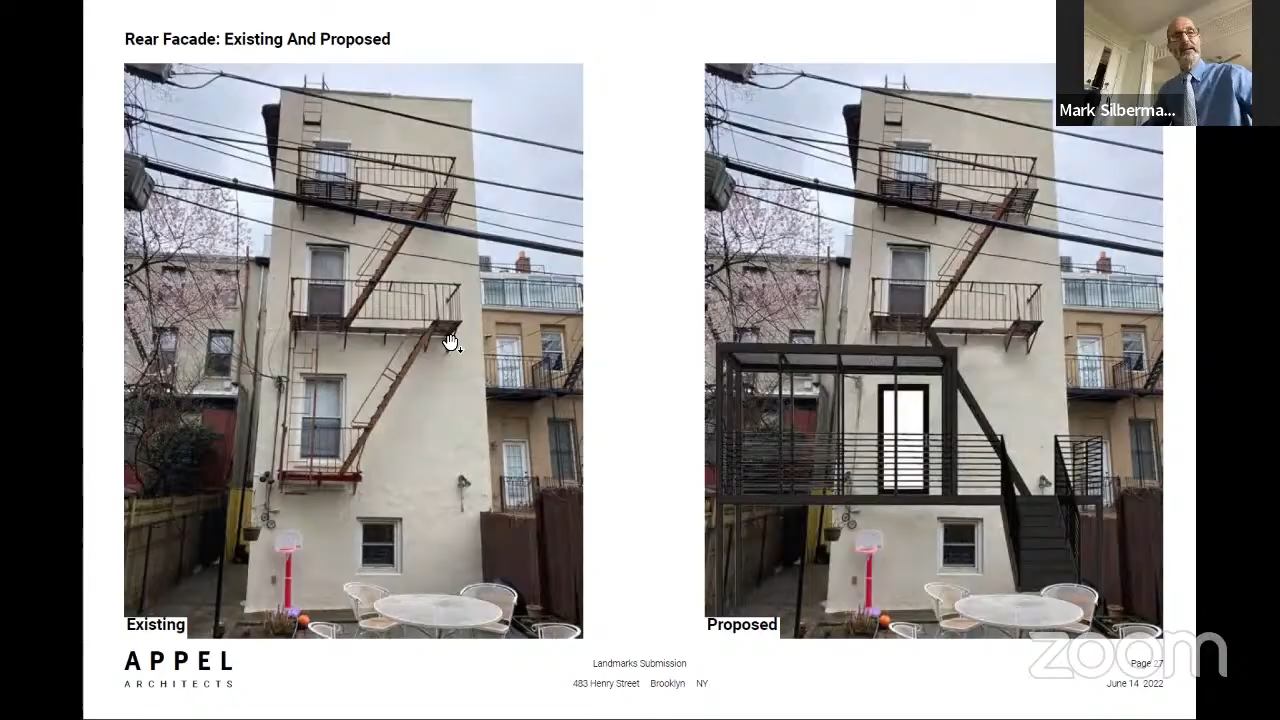 Rear Facade: Existing And Proposed
Mark Silberma...
Existing
Proposed
APPEL
ARCHITECTS
Landmarks Submission
483 Henry Street Brooklyn NY
zoom
Page 27
June 14 2022